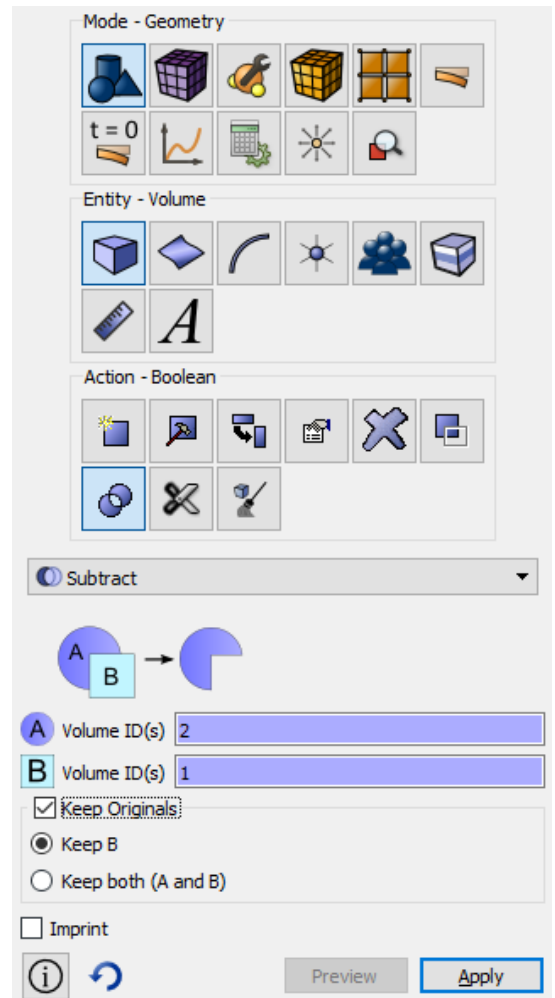 Mode - Geometry
t = 0
Entity - Volume
A
Action - Boolean
Subtract
A
B
A Volume ID(s) 2
B Volume ID(s) 1
Keep Originals
Keep B
Keep both (A and B)
Imprint
i Preview Apply